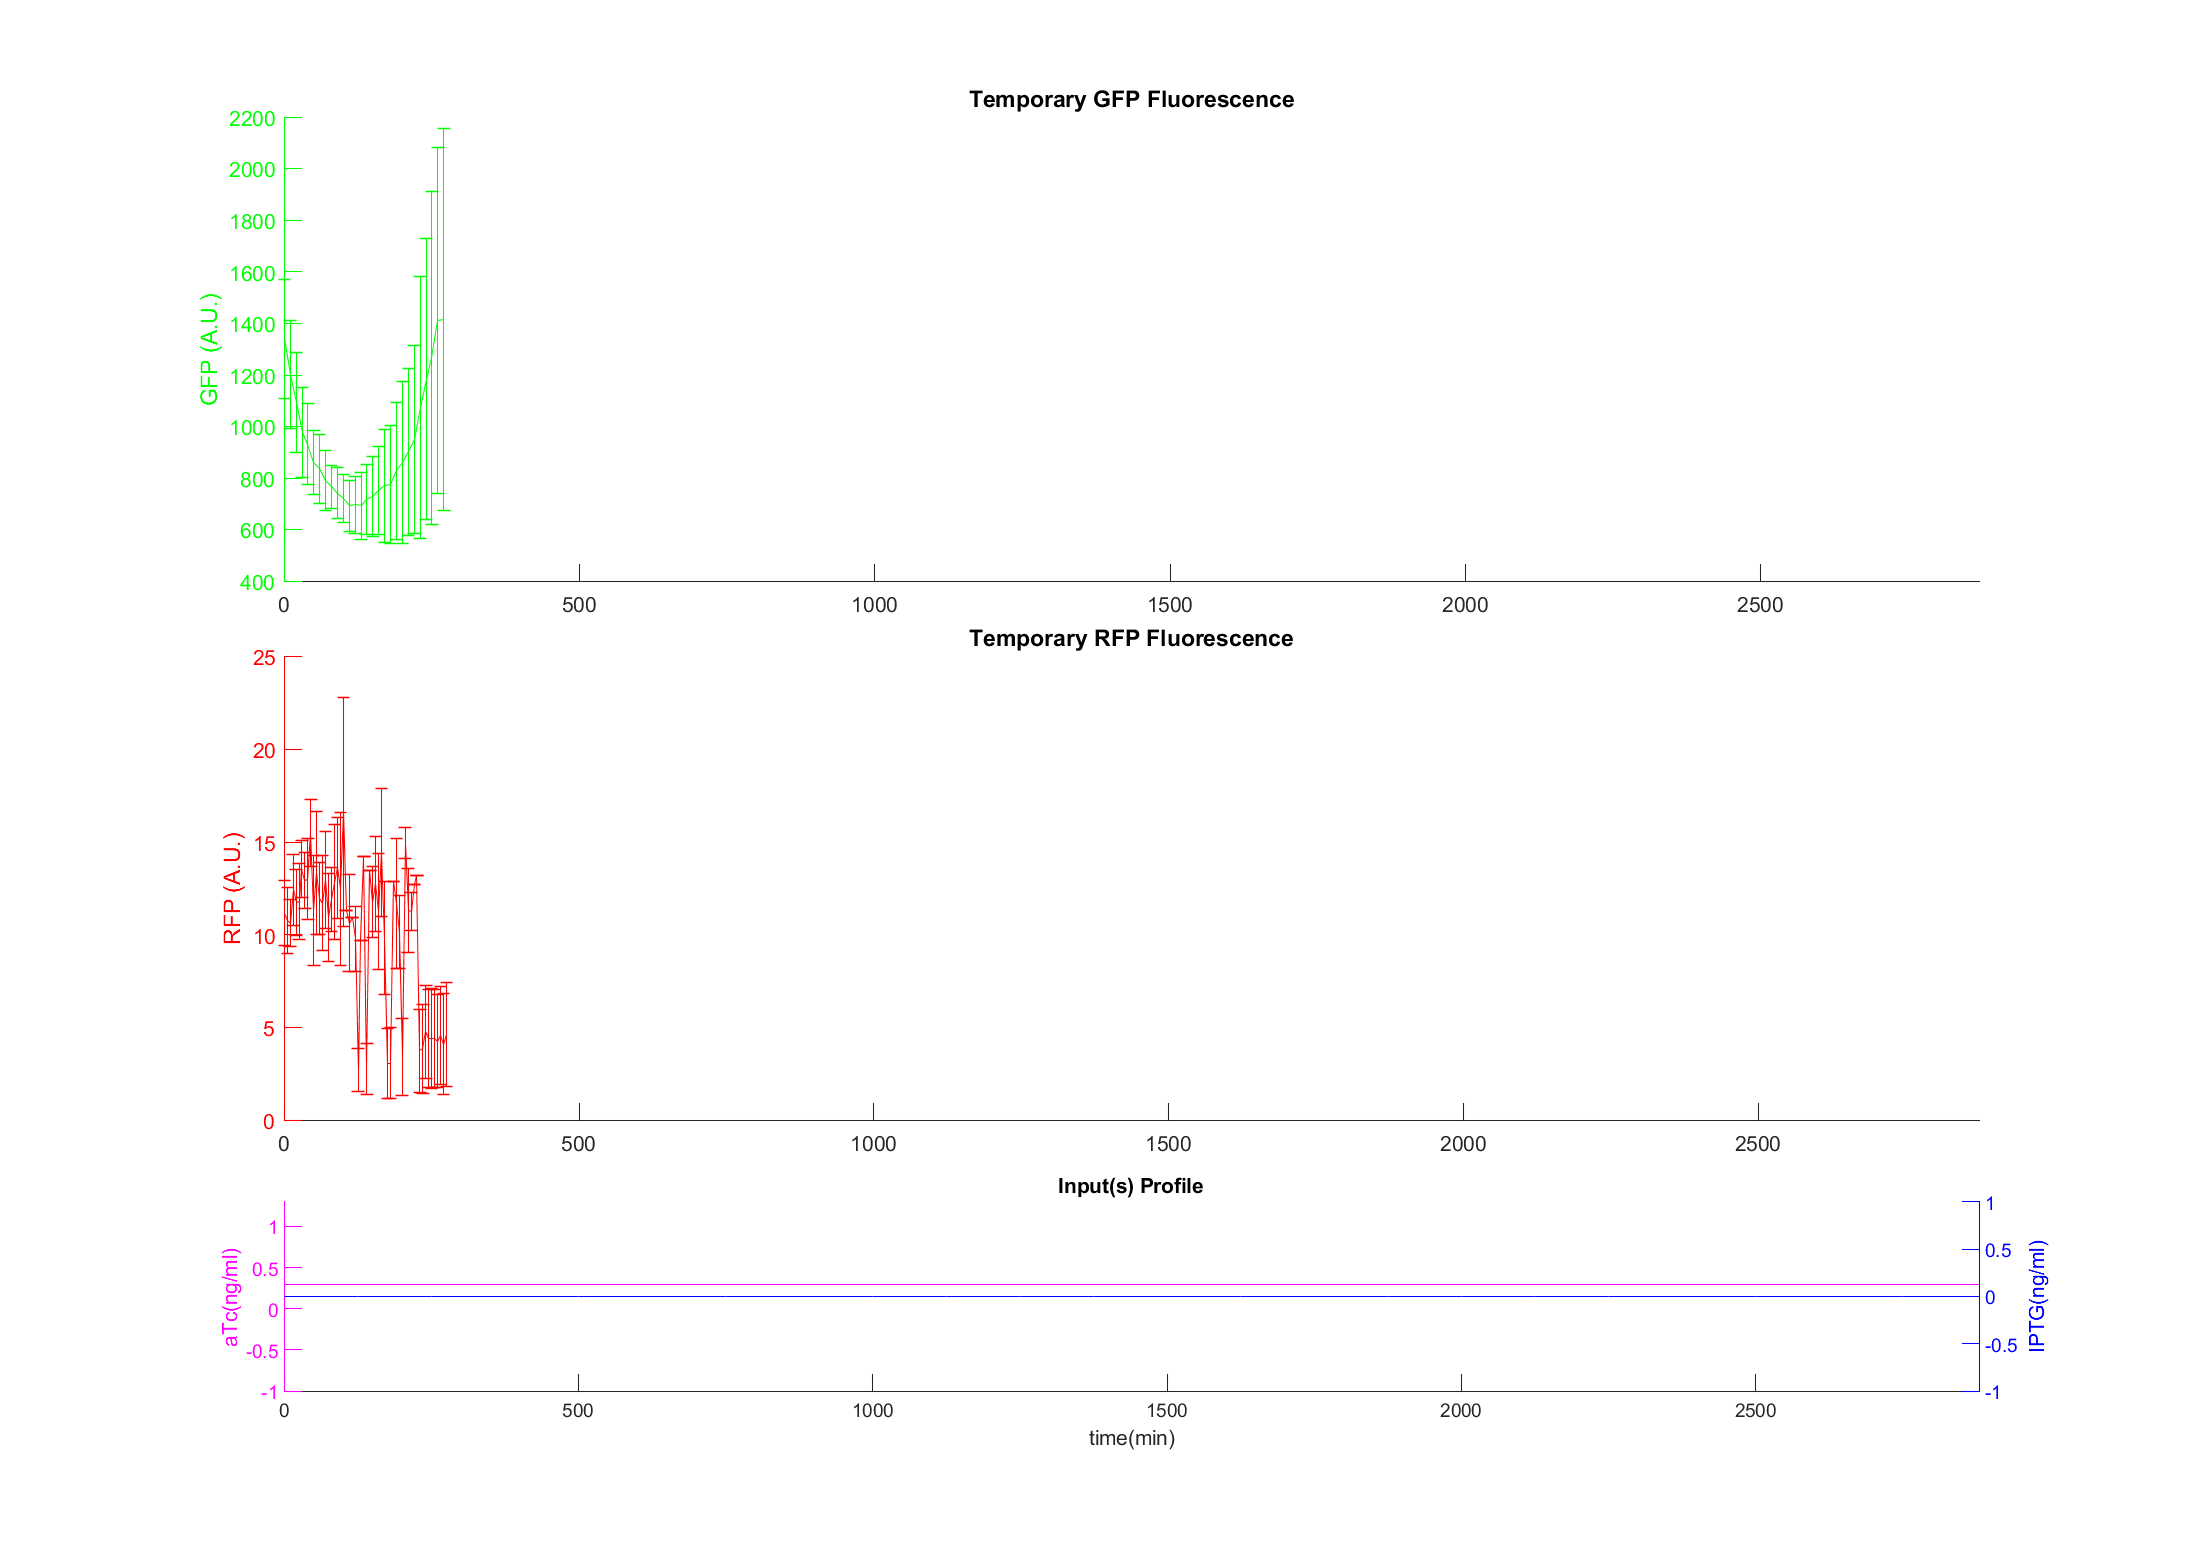 Temporary GFP Fluorescence
GFP (A.U.)
2200
2000
1800
1600
1400
1200
1000
800
600
400
0 500 1000 1500 2000 2500
Temporary RFP Fluorescence
RFP (A.U.)
25
20
15
10
5
0
0 500 1000 1500 2000 2500
Input(s) Profile
aTc(ng/ml)
1
0.5
0
-0.5
-1
1
0.5
0
-0.5
-1
IPTG(ng/ml)
0 500 1000 1500 2000 2500
time(min)